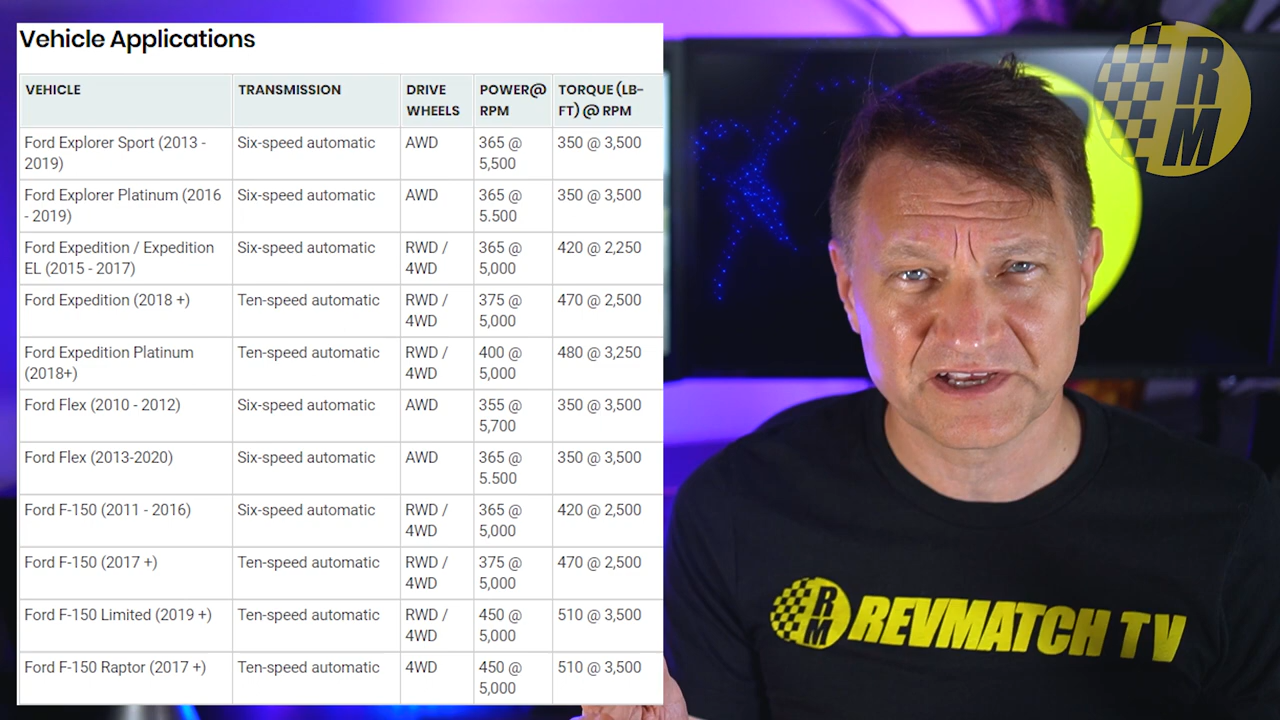 Vehicle Applications
VEHICLE TRANSMISSION DRIVE POWER@ TORQUE (LB-
WHEELS RPM FT) @ RPM
Ford Explorer Sport (2013 - Six-speed automatic AWD 365 @ 350 @ 3,500
2019) 5,500
Ford Explorer Platinum (2016 Six-speed automatic AWD 365 @ 350 @ 3,500
- 2019) 5.500
Ford Expedition / Expedition Six-speed automatic RWD / 365 @ 420 @ 2,250
EL (2015 - 2017) 4WD 5,000
Ford Expedition (2018 +) Ten-speed automatic RWD / 375 @ 470 @ 2,500
4WD 5,000
Ford Expedition Platinum Ten-speed automatic RWD / 400 @ 480 @ 3,250
(2018+) 4WD 5,000
Ford Flex (2010 - 2012) Six-speed automatic AWD 355 @ 350 @ 3,500
5,700
Ford Flex (2013-2020) Six-speed automatic AWD 365 @ 350 @ 3,500
5.500
Ford F-150 (2011 - 2016) Six-speed automatic RWD / 365 @ 420 @ 2,500
4WD 5,000
Ford F-150 (2017 +) Ten-speed automatic RWD / 375 @ 470 @ 2,500
4WD 5,000
Ford F-150 Limited (2019 +) Ten-speed automatic RWD / 450 @ 510 @ 3,500
4WD 5,000
Ford F-150 Raptor (2017 +) Ten-speed automatic 4WD 450 @ 510 @ 3,500
5,000
R
M
RM REVMATCH TV